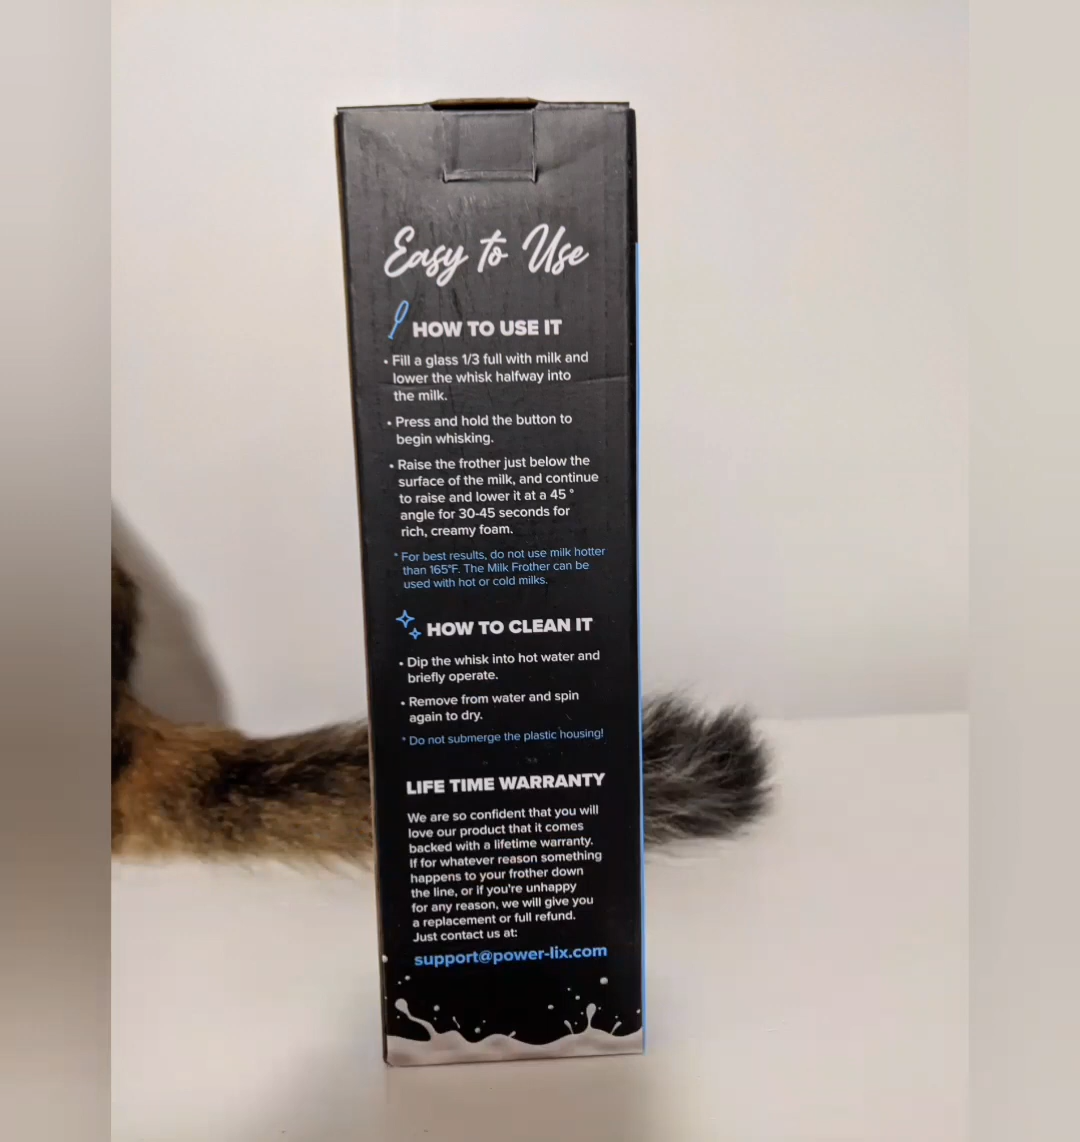 Easy to Use
HOW TO USE IT
• Fill a glass 1/3 full with milk and
lower the whisk halfway into
the milk.
• Press and hold the button to
begin whisking.
• Raise the frother just below the
surface of the milk, and continue
to raise and lower it at a 45 °
angle for 30-45 seconds for
rich, creamy foam.
* For best results, do not use milk hotter
than 165°F. The Milk Frother can be
used with hot or cold milks.
HOW TO CLEAN IT
• Dip the whisk into hot water and
briefly operate.
• Remove from water and spin
again to dry.
* Do not submerge the plastic housing!
LIFE TIME WARRANTY
We are so confident that you will
love our product that it comes
backed with a lifetime warranty.
If for whatever reason something
happens to your frother down
the line, or if you're unhappy
for any reason, we will give you
a replacement or full refund.
Just contact us at:
support@power-lix.com